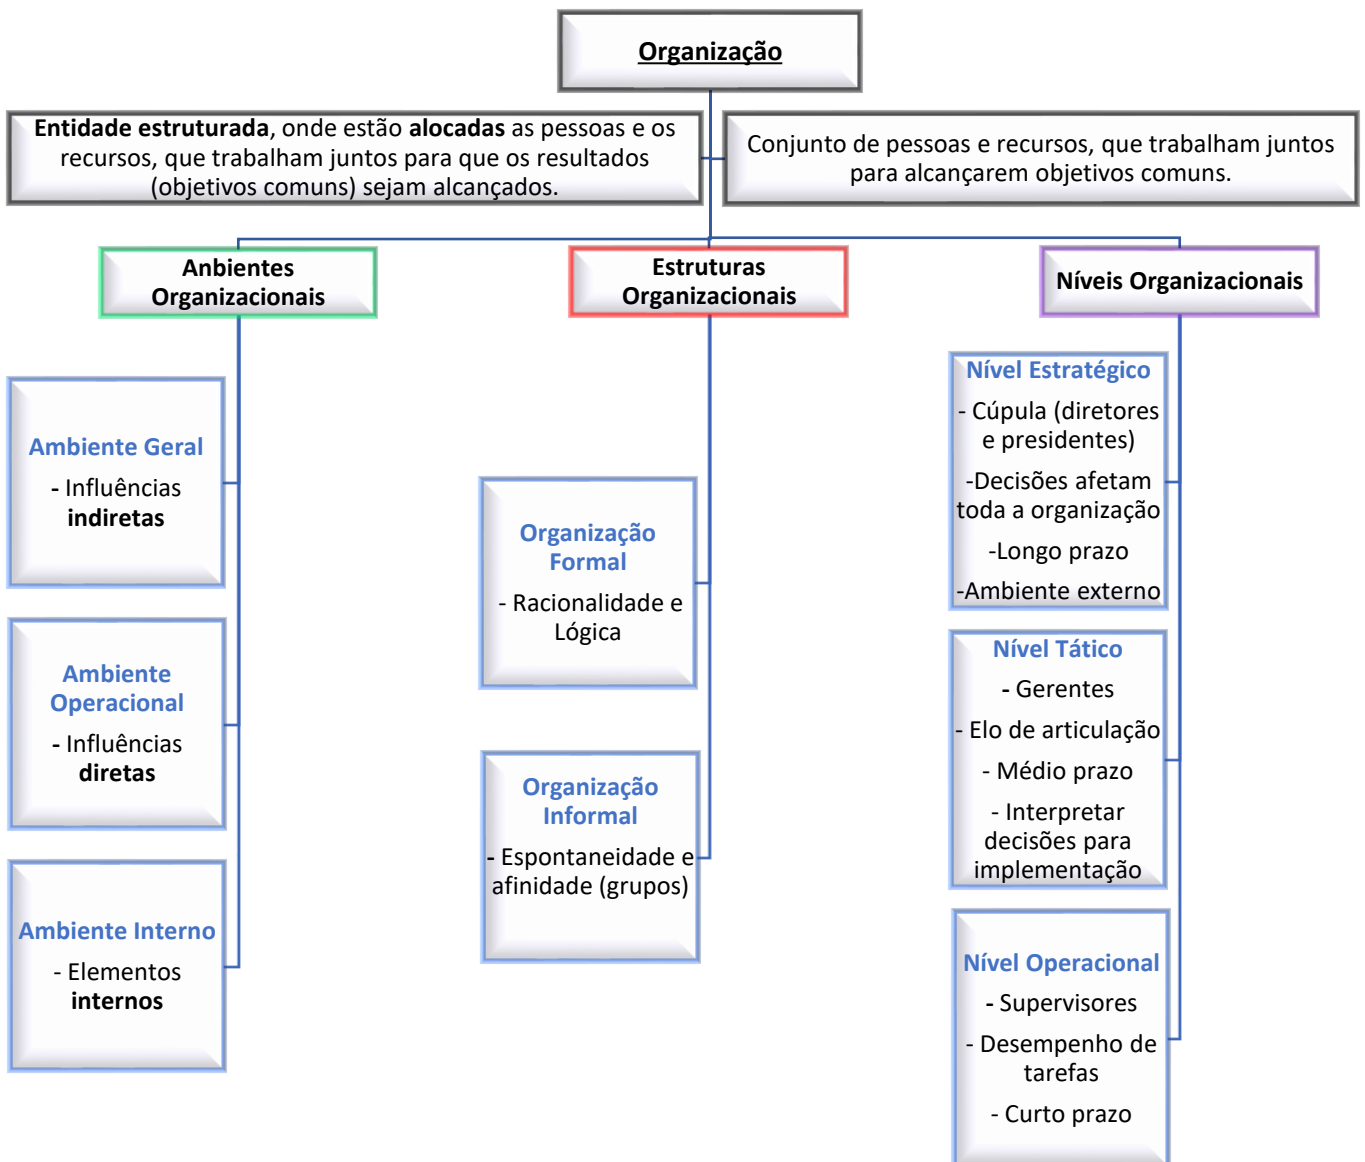 Organização
Entidade estruturada, onde estão alocadas as pessoas e os
recursos, que trabalham juntos para que os resultados
(objetivos comuns) sejam alcançados.
Conjunto de pessoas e recursos, que trabalham juntos
para alcançarem objetivos comuns.
Anbientes
Organizacionais
Ambiente Geral
- Influências
indiretas
Ambiente
Operacional
- Influências
diretas
Ambiente Interno
- Elementos
internos
Estruturas
Organizacionais
Organização
Formal
- Racionalidade e
Lógica
Organização
Informal
- Espontaneidade e
afinidade (grupos)
Níveis Organizacionais
Nível Estratégico
- Cúpula (diretores
e presidentes)
-Decisões afetam
toda a organização
-Longo prazo
-Ambiente externo
Nível Tático
- Gerentes
- Elo de articulação
- Médio prazo
- Interpretar
decisões para
implementação
Nível Operacional
- Supervisores
- Desempenho de
tarefas
- Curto prazo